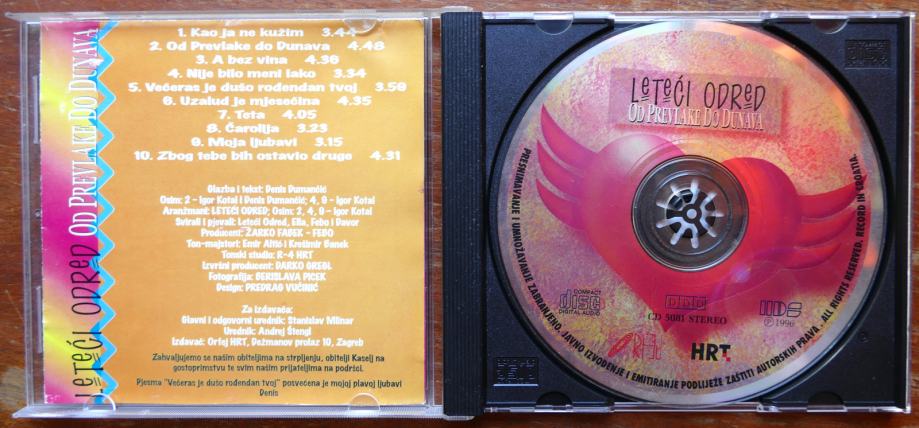 LETEĆI ODRED OD PREVLAKE DO DUNAVA
1. Kao ja ne kužim 3.44
2. Od Prevlake do Dunava 4.48
3. A bez vina 4.36
4. Nije bilo meni lako 3.34
5. Večeras je dušo rođendan tvoj 3.50
6. Uzalud je mjesečina 4.35
7. Teta 4.05
8. Čarolija 3.23
9. Moja ljubavi 3.15
10. Zbog tebe bih ostavio druge 4.31
Glazba i tekst: Denis Dumančić
Osim: 2 - Igor Kotal i Denis Dumančić; 4, 9 - Igor Kotal
Aranžmani: LETEĆI ODRED; Osim: 2, 4, 9 - Igor Kotal
Svirali i pjevali: Leteći Odred, Ella, Febo i Davor
Producent: ŽARKO FABEK - FEBO
Ton-majstori: Emir Altić i Krešimir
Tonski studio: R-4 HRT
Izvršni producent: DARKO
Fotografija: BERISLAVA PICEK
Design: PREDRAG VUČINIĆ
Za izdavača:
Glavni i odgovorni urednik: Stanislav Mlinar
Urednik: Andrej Štengl
Izdavač: Orfej HRT, Dežmanov prolaz 10, Zagreb
Zahvaljujemo se našim obiteljima na strpljenju, obitelji Kaselj na
gostoprimstvu te svim našim prijateljima na podršci.
Pjesma "Večeras je dušo rođendan tvoj" posvećena je mojoj plavoj ljubavi
Denis
LETEĆI ODRED
OD PREVLAKE DO DUNAVA
COMPACT
disc
DIGITAL AUDIO
DDD
CD 5081 STEREO
℗ 1996
HRT
PRESNIMAVANJE I UMNOŽAVANJE ZABRANJENO. JAVNO IZVOĐENJE I EMITIRANJE PODLIJEŽE ZAŠTITI AUTORSKIH PRAVA. ALL RIGHTS RESERVED. RECORD IN CROATIA.